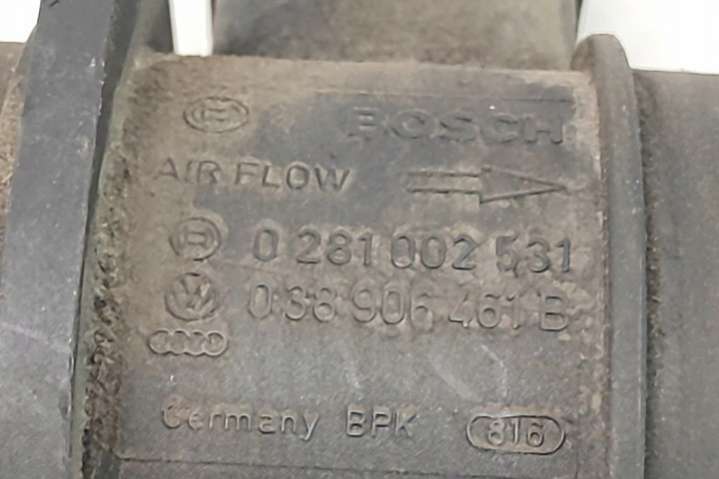 BOSCH
AIR FLOW
0 281 002 531
038 906 461 B
Germany BPK 816